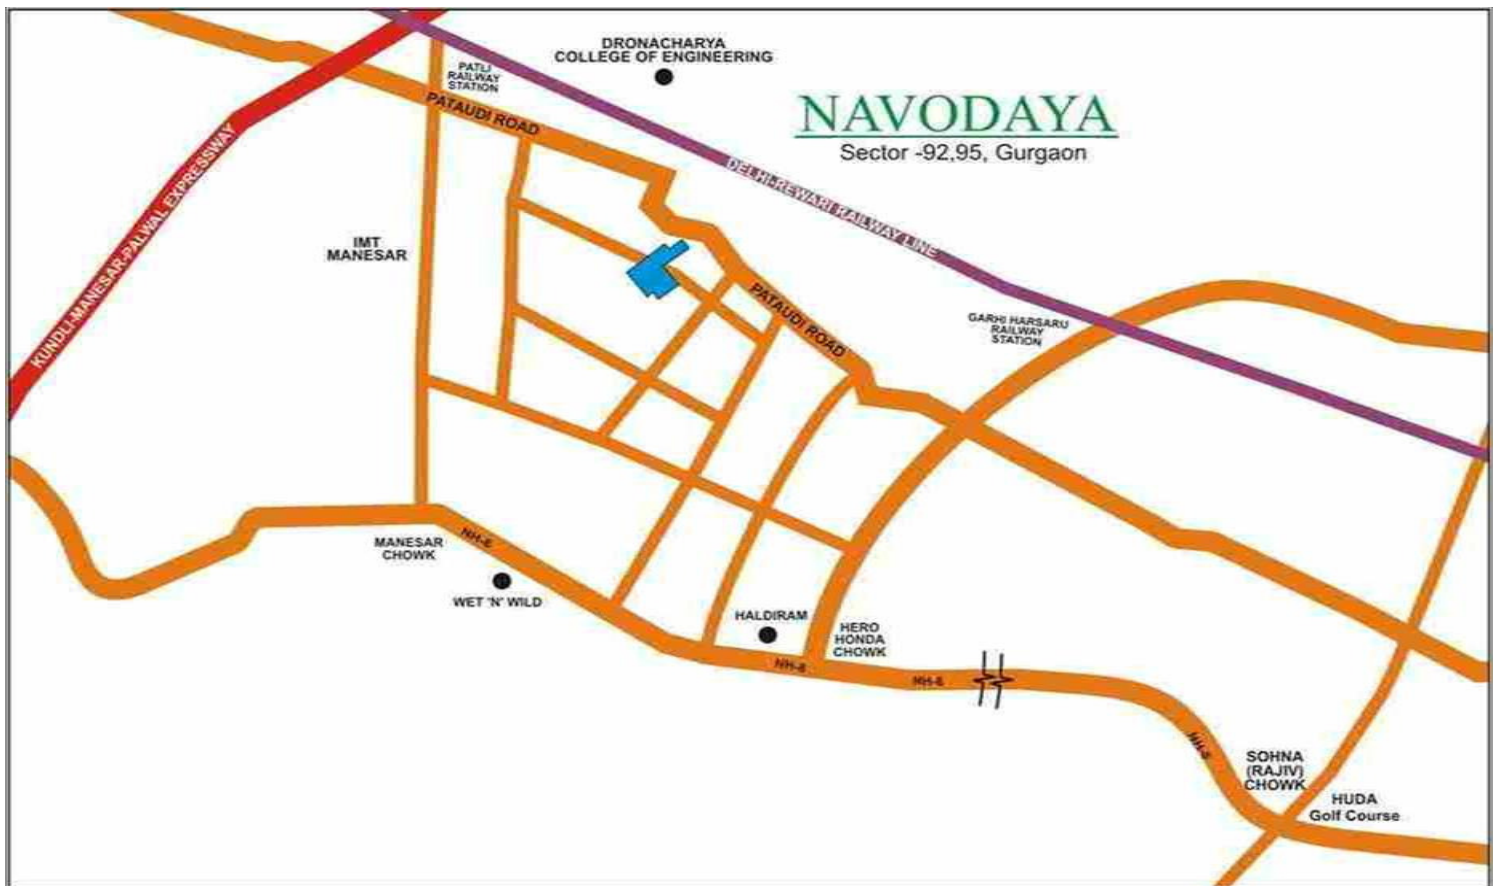 DRONACHARYA
COLLEGE OF ENGINEERING
PATLI
RAILWAY
STATION
PATAUDI ROAD
NAVODAYA
Sector -92,95, Gurgaon
DELHI-REWARI RAILWAY LINE
KUNDLI-MANESAR-PALWAL EXPRESSWAY
IMT
MANESAR
PATAUDI ROAD
GARHI HARSARU
RAILWAY
STATION
NH-8
MANESAR
CHOWK
WET 'N' WILD
HALDIRAM
HERO
HONDA
CHOWK
NH-8
NH-8
NH-8
SOHNA
(RAJIV)
CHOWK
HUDA
Golf Course